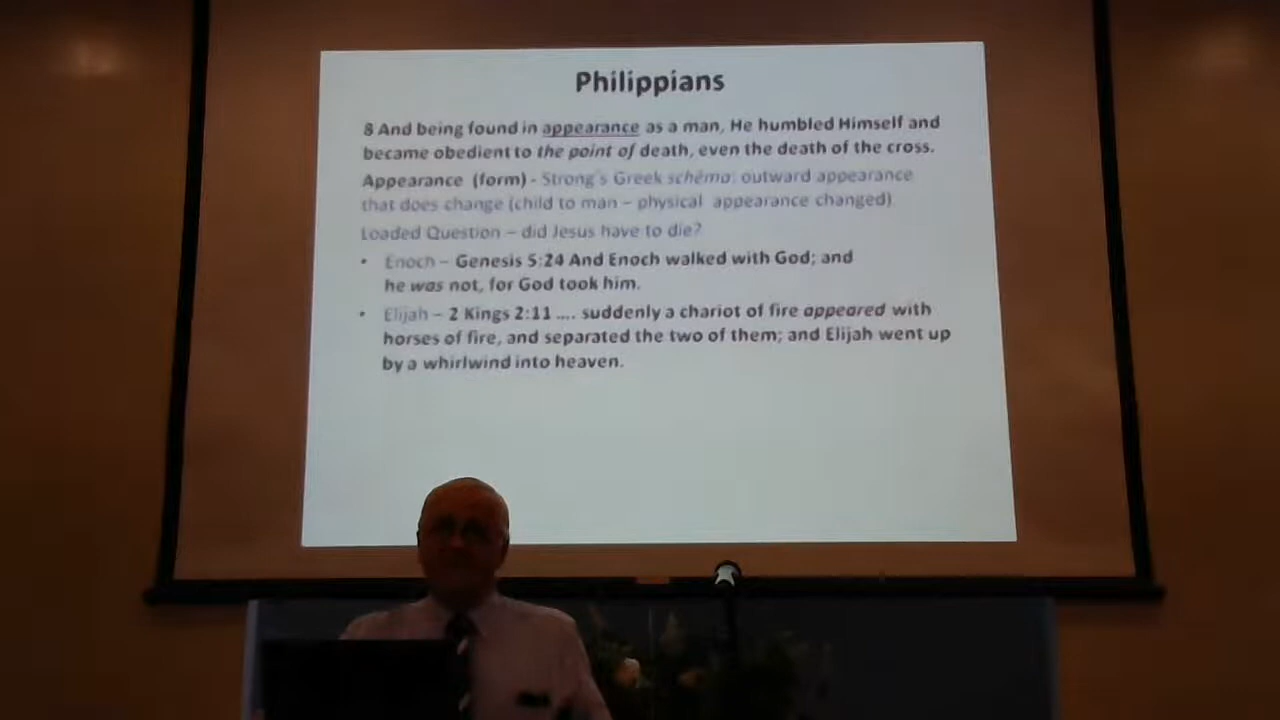 Philippians
8 And being found in appearance as a man, He humbled Himself and
became obedient to the point of death, even the death of the cross.
Appearance (form) - Strong's Greek schēma: outward appearance
that does change (child to man – physical appearance changed)
Loaded Question – did Jesus have to die?
• Enoch – Genesis 5:24 And Enoch walked with God; and
he was not, for God took him.
• Elijah – 2 Kings 2:11 .... suddenly a chariot of fire appeared with
horses of fire, and separated the two of them; and Elijah went up
by a whirlwind into heaven.